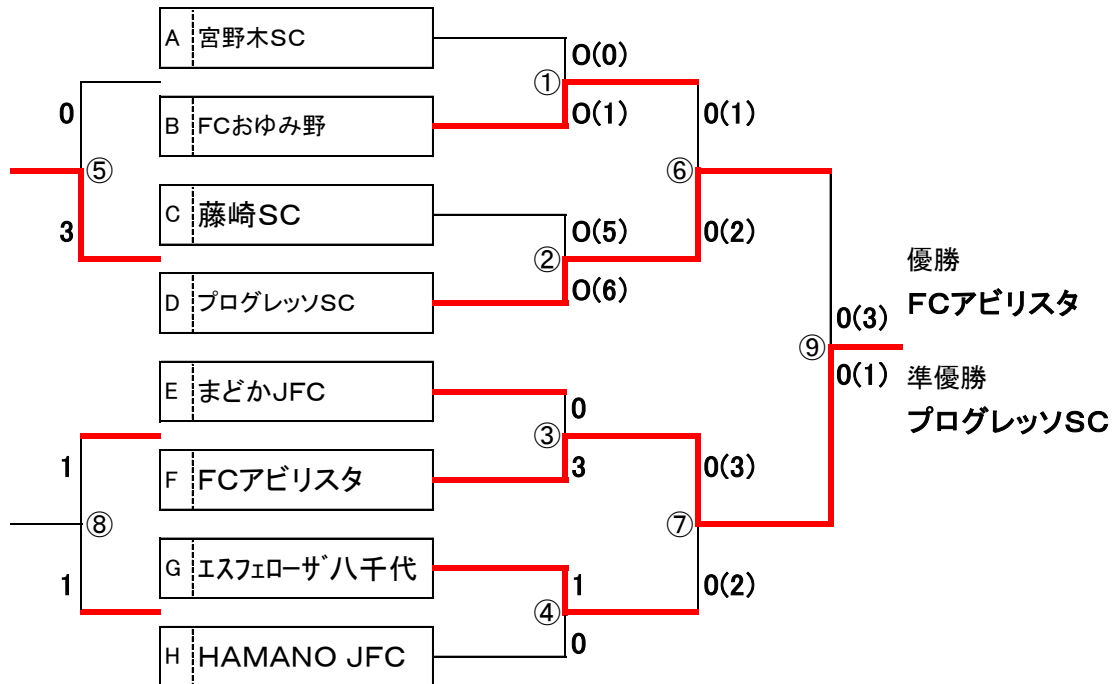 A 宮野木SC
0(0)
①
0
0(1)
0(1)
B FCおゆみ野
⑤
⑥
C 藤崎SC
3
0(5)
0(2)
②
優勝
0(6)
D プログレッソSC
FCアビリスタ
0(3)
⑨
E まどかJFC
0(1)
準優勝
0
プログレッソSC
③
1
3
0(3)
F FCアビリスタ
⑧
⑦
G エスフェローザ八千代
1
1
0(2)
④
0
H HAMANO JFC